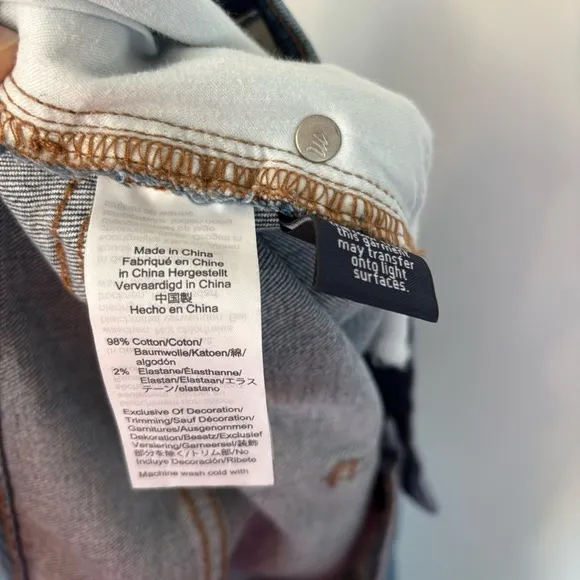 Made in China
Fabriqué en Chine
in China Hergestellt
Vervaardigd in China
中国製
Hecho en China
98% Cotton/Coton/
Baumwolle/Katoen/綿/
algodón
2% Elastane/Élasthanne/
Elastan/Elastaan/エラス
テーン/elastano
Exclusive Of Decoration/
Trimming/Sauf Décoration/
Garnitures/Ausgenommen
Dekoration/Besatz/Exclusief
Versiering/Garneersel/装飾
部分を除く/トリム部/No
Incluye Decoración/Ribete
Machine wash cold with
this garment
may transfer
onto light
surfaces.